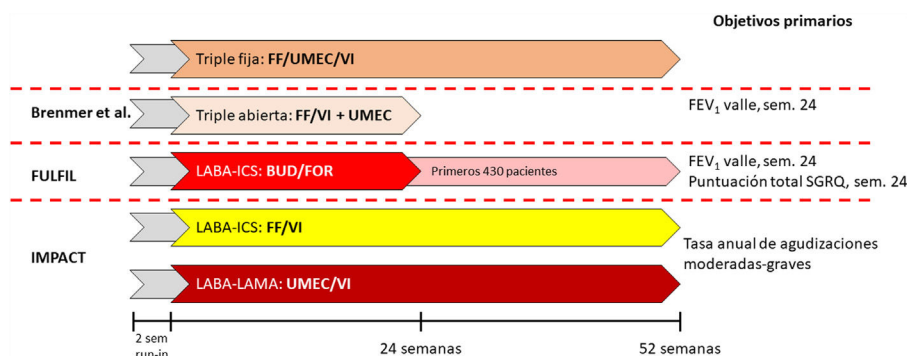 Objetivos primarios
Triple fija: FF/UMEC/VI
Brenmer et al.
Triple abierta: FF/VI + UMEC
FEV1 valle, sem. 24
FULFIL
LABA-ICS: BUD/FOR
Primeros 430 pacientes
FEV1 valle, sem. 24
Puntuación total SGRQ, sem. 24
IMPACT
LABA-ICS: FF/VI
Tasa anual de agudizaciones
moderadas-graves
LABA-LAMA: UMEC/VI
2 sem
run-in
24 semanas
52 semanas